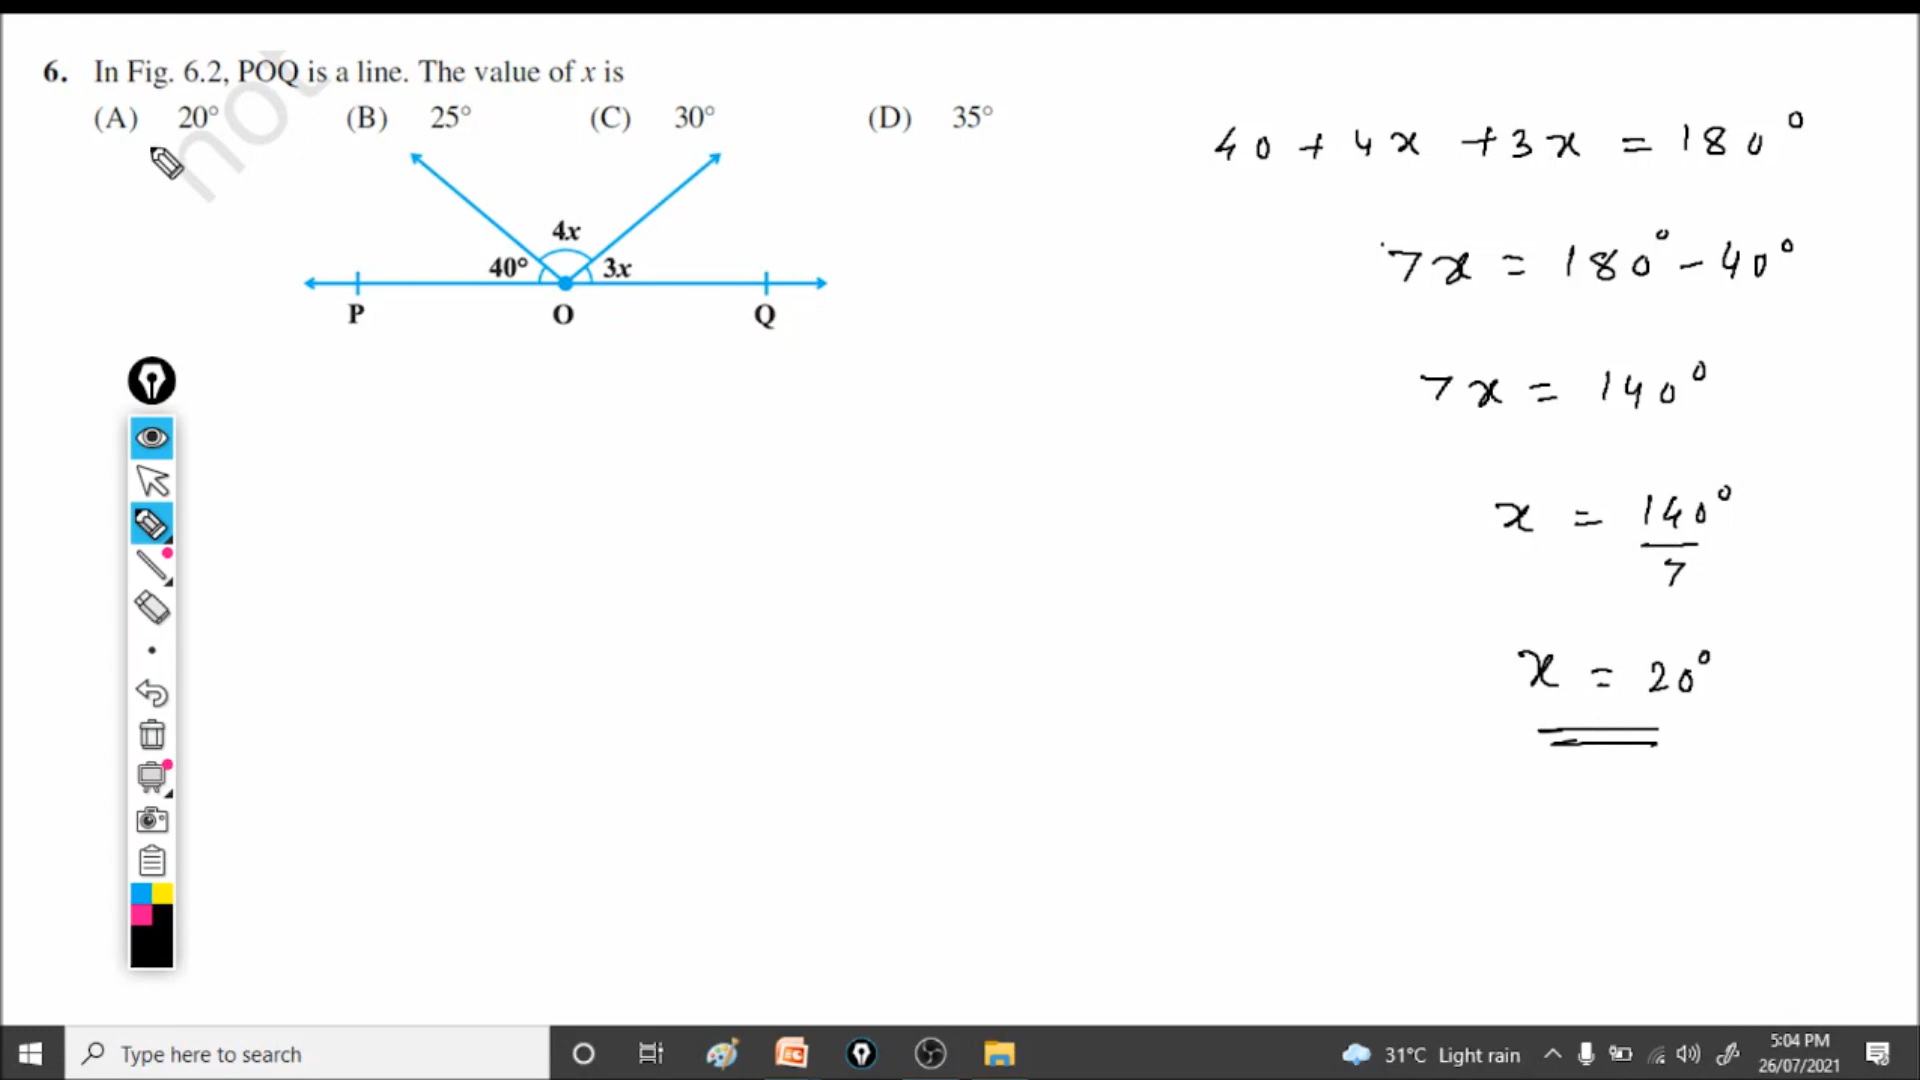 6. In Fig. 6.2, POQ is a line. The value of x is
(A) 20° (B) 25° (C) 30° (D) 35°
not
4x
40° 3x
P O Q
40 + 4x + 3x = 180°
7x = 180° - 40°
7x = 140°
x = 140°
7
x = 20°
Type here to search
31°C Light rain
5:04 PM
26/07/2021